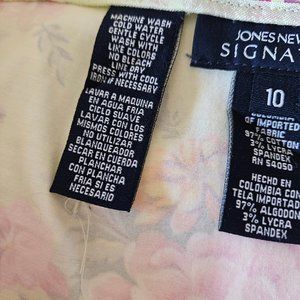 MACHINE WASH
COLD WATER
GENTLE CYCLE
WASH WITH
LIKE COLORS
NO BLEACH
LINE DRY
PRESS WITH COOL
IRON IF NECESSARY
LAVAR A MAQUINA
EN AGUA FRIA
CICLO SUAVE
LAVAR CON LOS
MISMOS COLORES
NO UTILIZAR
BLANQUEADOR
SECAR EN CUERDA
PLANCHAR
CON PLANCHA
FRIA SI ES
NECESARIO
JONES NEW
SIGNA
10
COLOMBIA
OF IMPORTED
FABRIC
97% COTTON
3% LYCRA
SPANDEX
RN 54050
HECHO EN
COLOMBIA CON
TELA IMPORTADA
97% ALGODON
3% LYCRA
SPANDEX